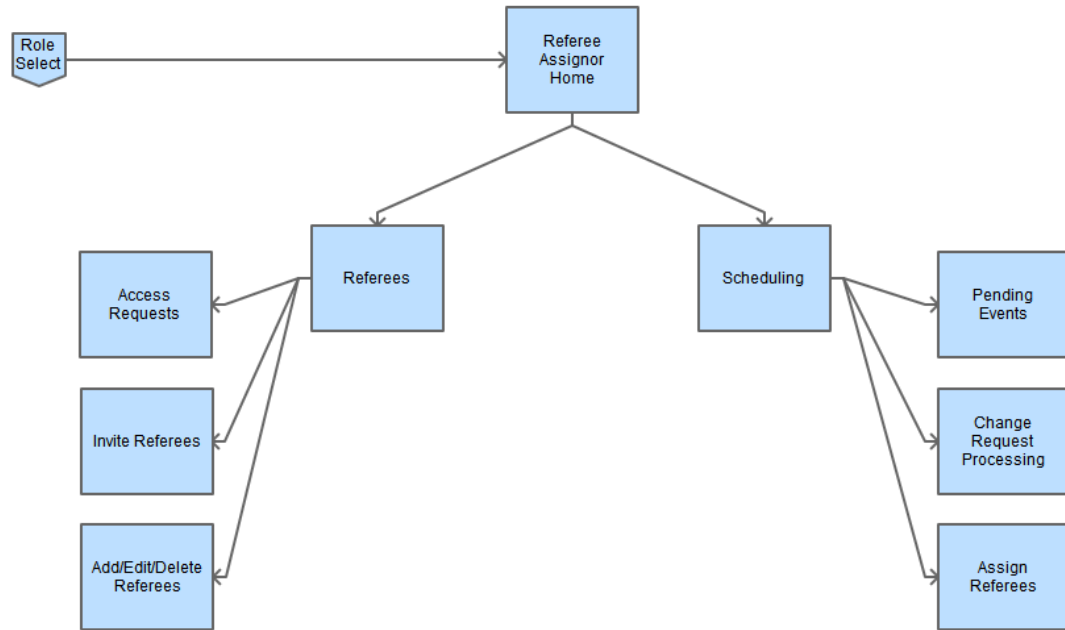 Role
Select
Referee
Assignor
Home
Referees
Scheduling
Access
Requests
Pending
Events
Invite Referees
Change
Request
Processing
Add/Edit/Delete
Referees
Assign
Referees